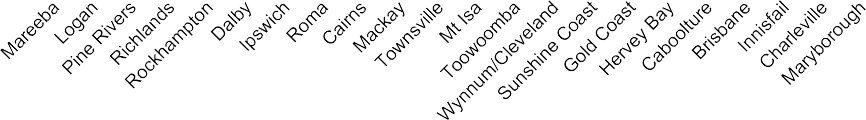 Mareeba
Logan
Pine Rivers
Richlands
Rockhampton
Dalby
Ipswich
Roma
Cairns
Mackay
Townsville
Mt Isa
Toowoomba
Wynnum/Cleveland
Sunshine Coast
Gold Coast
Hervey Bay
Caboolture
Brisbane
Innisfail
Charleville
Maryborough